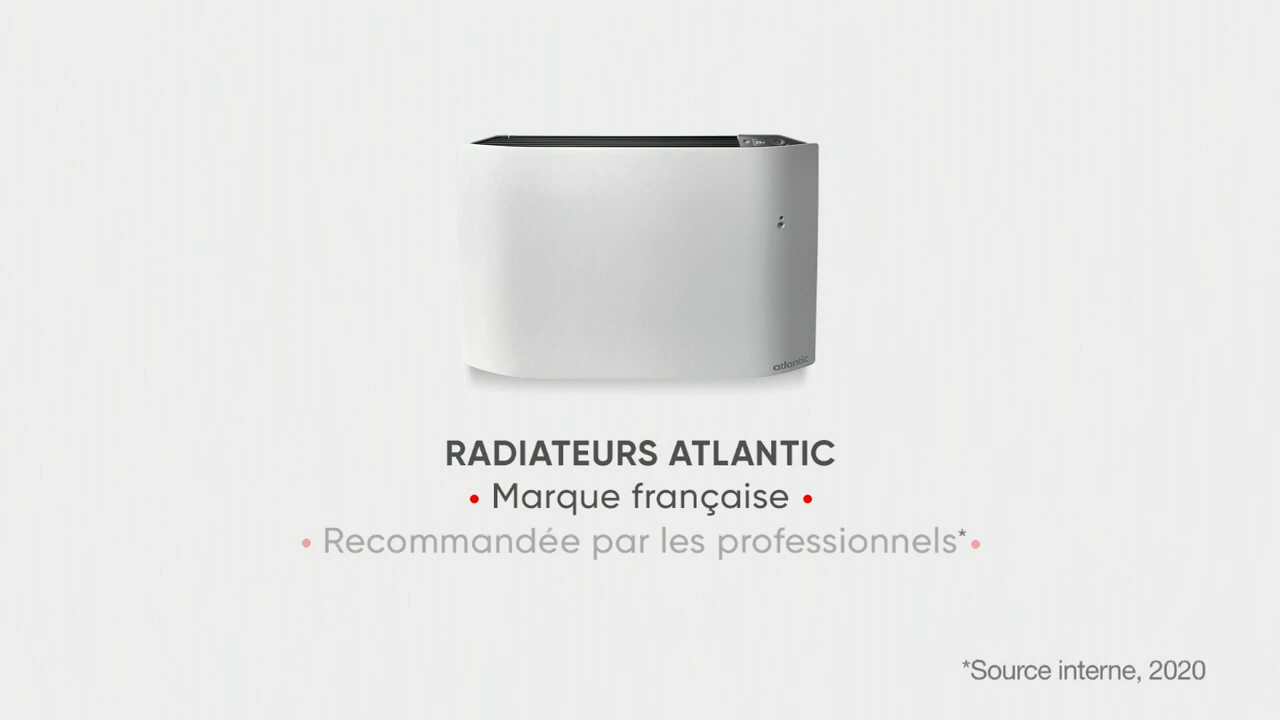 atlantic
RADIATEURS ATLANTIC
• Marque française •
• Recommandée par les professionnels* •
*Source interne, 2020